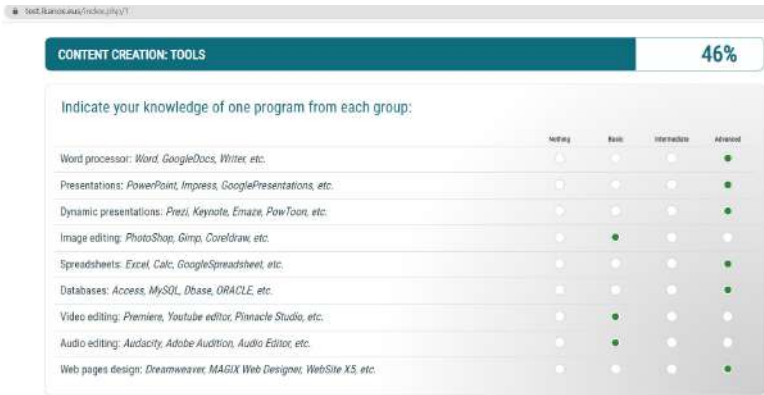 test.ikanos.eus/index.php/1
CONTENT CREATION: TOOLS
46%
Indicate your knowledge of one program from each group:
Nothing Basic Intermediate Advanced
Word processor: Word, GoogleDocs, Writer, etc.
Presentations: PowerPoint, Impress, GooglePresentations, etc.
Dynamic presentations: Prezi, Keynote, Emaze, PowToon, etc.
Image editing: PhotoShop, Gimp, Coreldraw, etc.
Spreadsheets: Excel, Calc, GoogleSpreadsheet, etc.
Databases: Access, MySQL, Dbase, ORACLE, etc.
Video editing: Premiere, Youtube editor, Pinnacle Studio, etc.
Audio editing: Audacity, Adobe Audition, Audio Editor, etc.
Web pages design: Dreamweaver, MAGIX Web Designer, WebSite X5, etc.